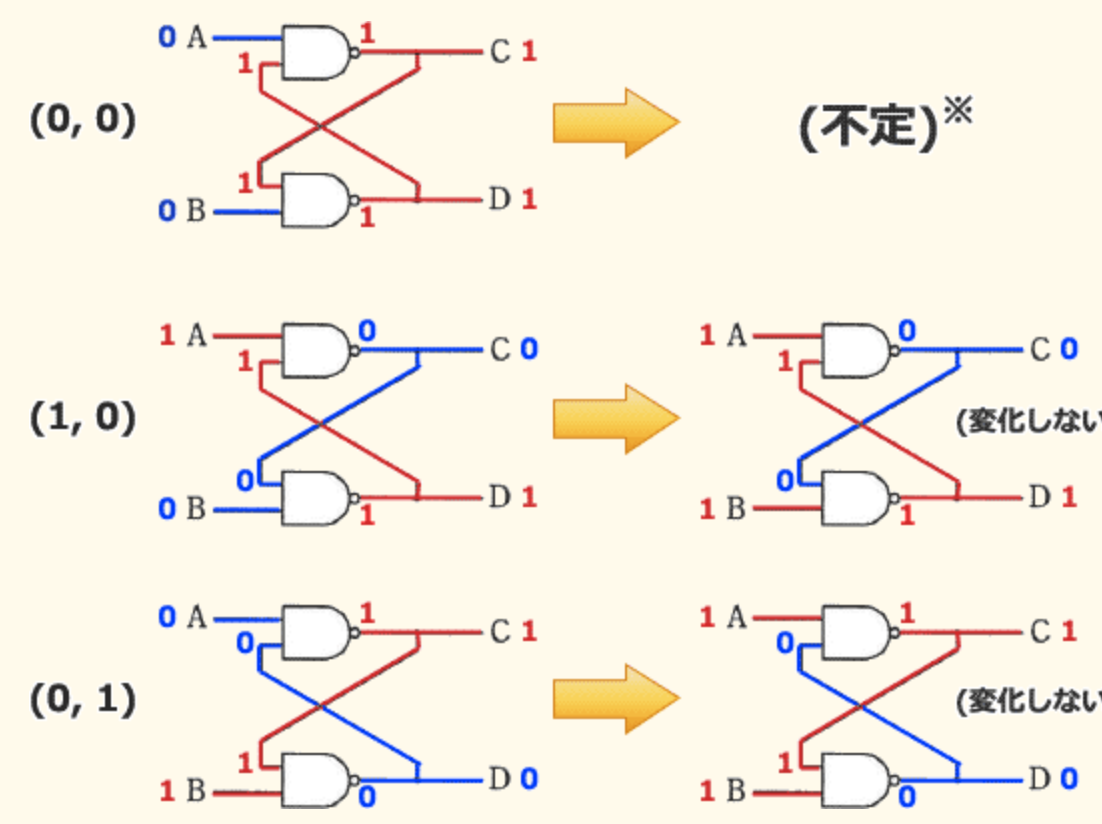 0 A 1 C 1
1
(0, 0) (不定)※
1
0 B 1 D 1
1 A 0 C 0 1 A 0 C 0
1 1
(1, 0) (変化しない
0 0
0 B 1 D 1 1 B 1 D 1
0 A 1 C 1 1 A 1 C 1
0 0
(0, 1) (変化しない
1 1
1 B 0 D 0 1 B 0 D 0